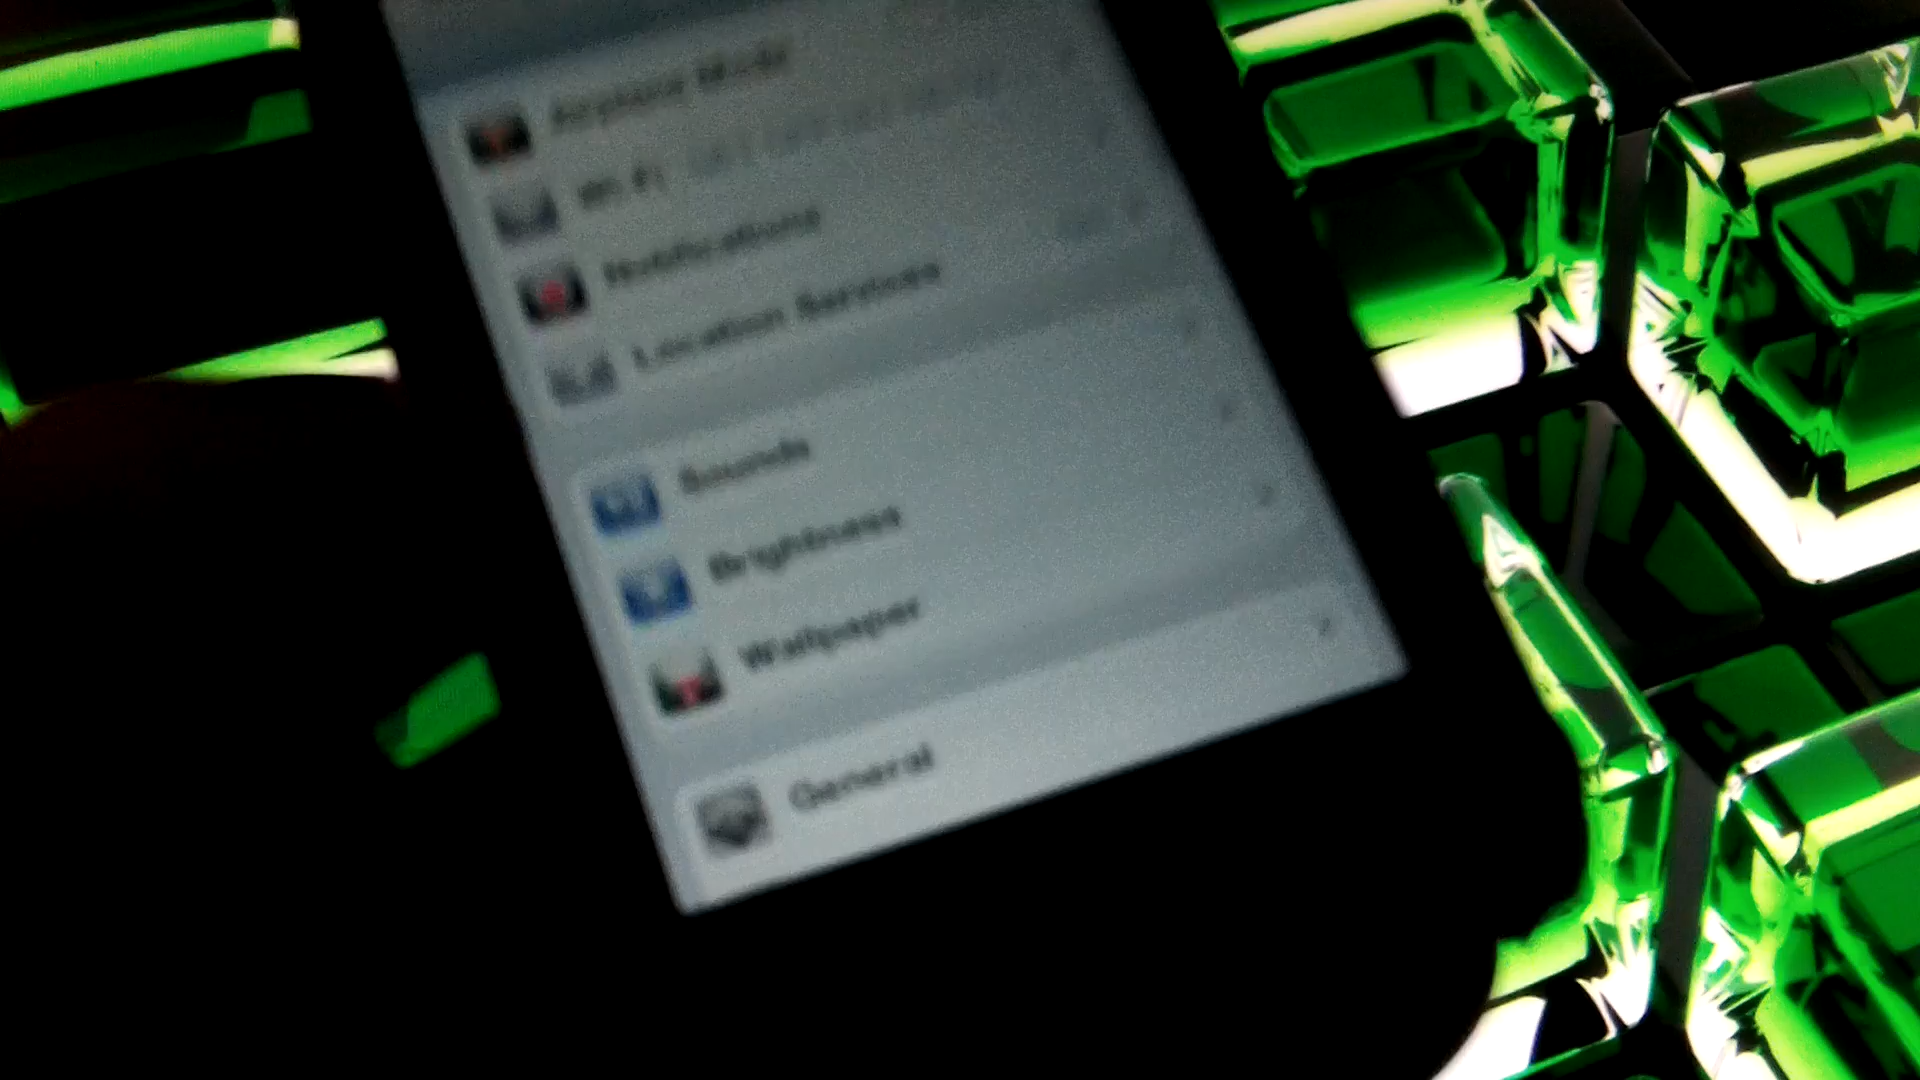 Airplane Mode
Wi-Fi
Notifications
Location Services
Sounds
Brightness
Wallpaper
General